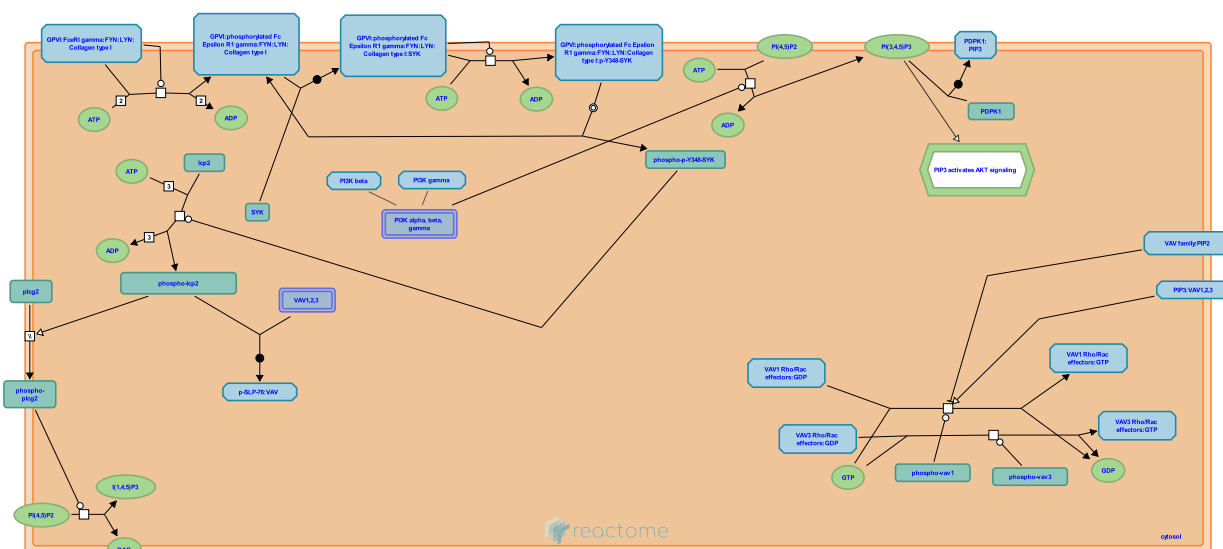 GPVI:FceRI gamma:FYN:LYN:
Collagen type I
GPVI:phosphorylated Fc
Epsilon R1 gamma:FYN:LYN:
Collagen type I
GPVI:phosphorylated Fc
Epsilon R1 gamma:FYN:LYN:
Collagen type I:SYK
GPVI:phosphorylated Fc Epsilon
R1 gamma:FYN:LYN:Collagen
type I:p-Y348-SYK
PI(4,5)P2
PI(3,4,5)P3
PDPK1:
PIP3
ATP
2
2
ATP
ADP
ATP
ADP
ADP
PDPK1
lcp2
ATP
3
phospho-p-Y348-SYK
PIP3 activates AKT signaling
PI3K beta
PI3K gamma
SYK
PI3K alpha, beta,
gamma
3
ADP
VAV family:PIP2
phospho-lcp2
plcg2
VAV1,2,3
PIP3:VAV1,2,3
\\
VAV1 Rho/Rac
effectors:GDP
VAV1 Rho/Rac
effectors:GTP
phospho-
plcg2
p-SLP-76:VAV
VAV3 Rho/Rac
effectors:GDP
VAV3 Rho/Rac
effectors:GTP
GTP
phospho-vav1
phospho-vav3
GDP
I(1,4,5)P3
PI(4,5)P2
reactome
cytosol